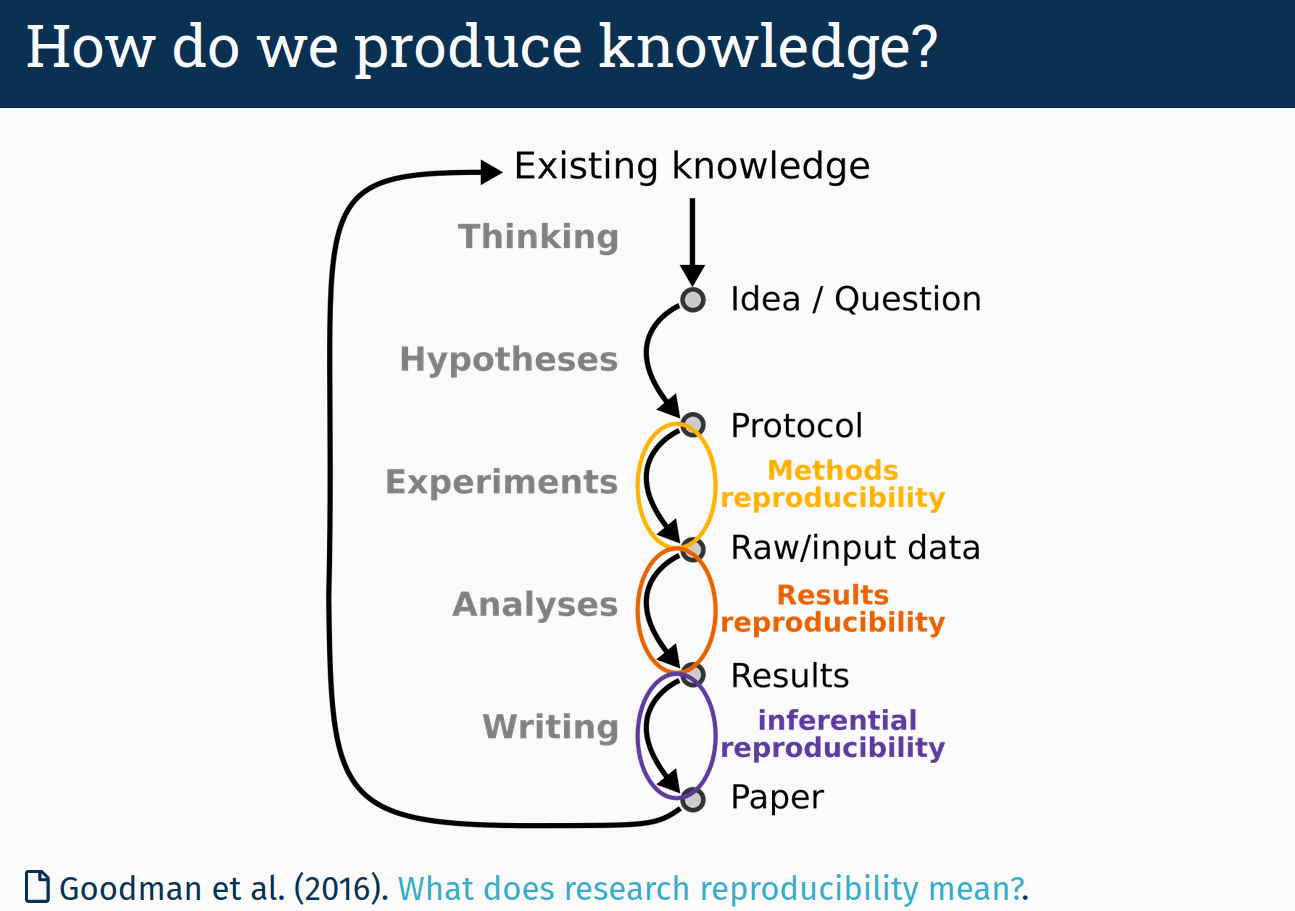 How do we produce knowledge?
Existing knowledge
Thinking
Idea / Question
Hypotheses
Protocol
Experiments
Methods
reproducibility
Raw/input data
Analyses
Results
reproducibility
Results
Writing
inferential
reproducibility
Paper
Goodman et al. (2016). What does research reproducibility mean?.